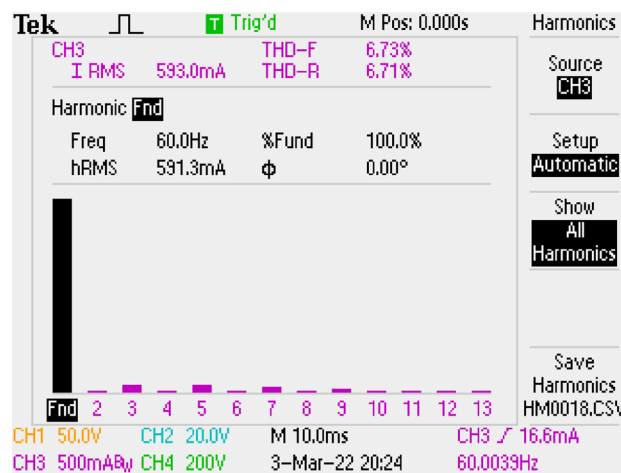 Tek T Trig'd M Pos: 0.000s Harmonics
CH3 THD-F 6.73%
I RMS 593.0mA THD-R 6.71%
Source
CH3
Harmonic Fnd
Freq 60.0Hz %Fund 100.0%
hRMS 591.3mA ϕ 0.00°
Setup
Automatic
Show
All
Harmonics
Save
Harmonics
HM0018.CSV
Fnd 2 3 4 5 6 7 8 9 10 11 12 13
CH1 50.0V CH2 20.0V M 10.0ms CH3 16.6mA
CH3 500mABw CH4 200V 3-Mar-22 20:24 60.0039Hz